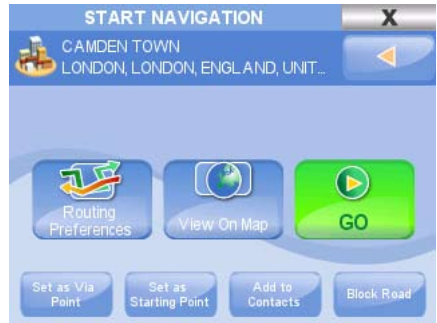 START NAVIGATION
X
CAMDEN TOWN
LONDON, LONDON, ENGLAND, UNIT...
Routing
Preferences
View On Map
GO
Set as Via
Point
Set as
Starting Point
Add to
Contacts
Block Road